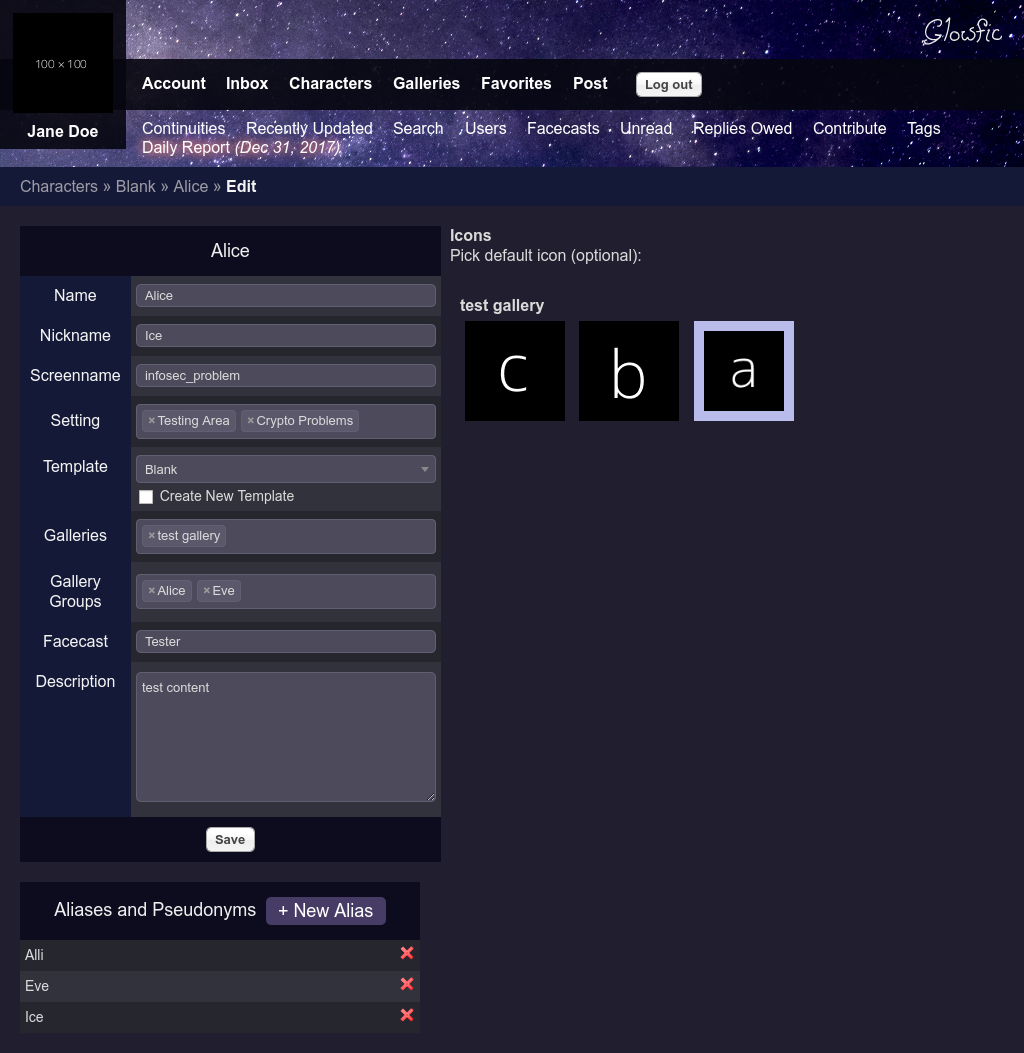 100 × 100
Glowfic
Account Inbox Characters Galleries Favorites Post Log out
Jane Doe
Continuities Recently Updated Search Users Facecasts Unread Replies Owed Contribute Tags
Daily Report (Dec 31, 2017)
Characters » Blank » Alice » Edit
Alice
Name Alice
Nickname Ice
Screenname infosec_problem
Setting × Testing Area × Crypto Problems
Template Blank
Create New Template
Galleries × test gallery
Gallery Groups × Alice × Eve
Facecast Tester
Description test content
Save
Icons
Pick default icon (optional):
test gallery
c b a
Aliases and Pseudonyms + New Alias
Alli
Eve
Ice